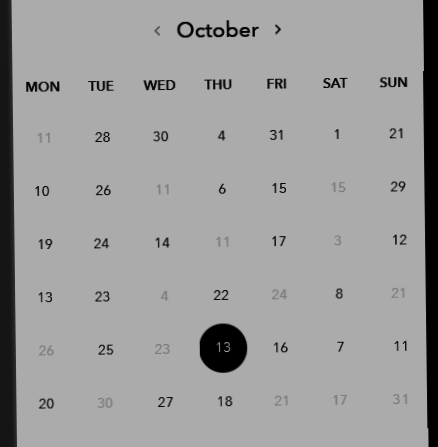 ‹ October ›
MON TUE WED THU FRI SAT SUN
11 28 30 4 31 1 21
10 26 11 6 15 15 29
19 24 14 11 17 3 12
13 23 4 22 24 8 21
26 25 23 13 16 7 11
20 30 27 18 21 17 31